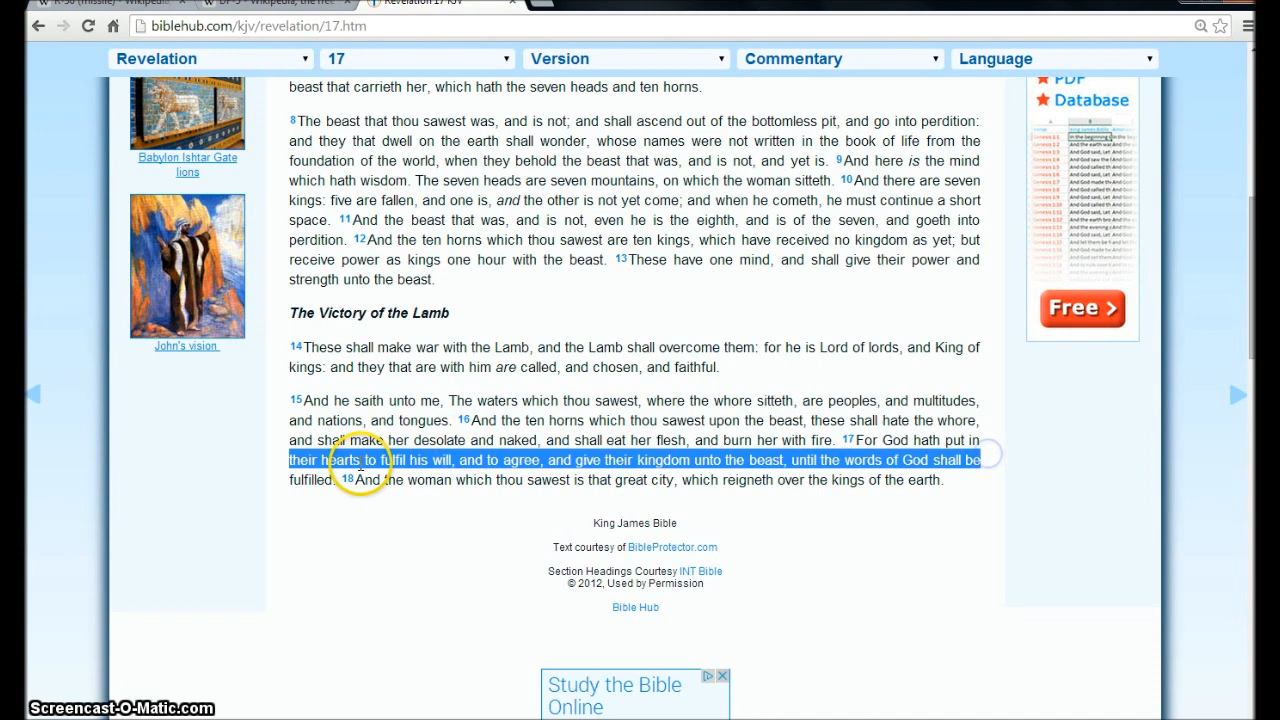 biblehub.com/kjv/revelation/17.htm
Revelation 17 Version Commentary Language
beast that carrieth her, which hath the seven heads and ten horns.
8The beast that thou sawest was, and is not; and shall ascend out of the bottomless pit, and go into perdition:
and they that dwell on the earth shall wonder, whose names were not written in the book of life from the
foundation of the world, when they behold the beast that was, and is not, and yet is. 9And here is the mind
which hath wisdom. The seven heads are seven mountains, on which the woman sitteth. 10And there are seven
kings: five are fallen, and one is, and the other is not yet come; and when he cometh, he must continue a short
space. 11And the beast that was, and is not, even he is the eighth, and is of the seven, and goeth into
perdition. 12And the ten horns which thou sawest are ten kings, which have received no kingdom as yet; but
receive power as kings one hour with the beast. 13These have one mind, and shall give their power and
strength unto the beast.
The Victory of the Lamb
14These shall make war with the Lamb, and the Lamb shall overcome them: for he is Lord of lords, and King of
kings: and they that are with him are called, and chosen, and faithful.
15And he saith unto me, The waters which thou sawest, where the whore sitteth, are peoples, and multitudes,
and nations, and tongues. 16And the ten horns which thou sawest upon the beast, these shall hate the whore,
and shall make her desolate and naked, and shall eat her flesh, and burn her with fire. 17For God hath put in
their hearts to fulfil his will, and to agree, and give their kingdom unto the beast, until the words of God shall be
fulfilled. 18And the woman which thou sawest is that great city, which reigneth over the kings of the earth.
King James Bible
Text courtesy of BibleProtector.com
Section Headings Courtesy INT Bible
© 2012, Used by Permission
Bible Hub
Babylon Ishtar Gate
lions
John's vision
PDF
Database
Free >
Study the Bible
Online
Screencast-O-Matic.com